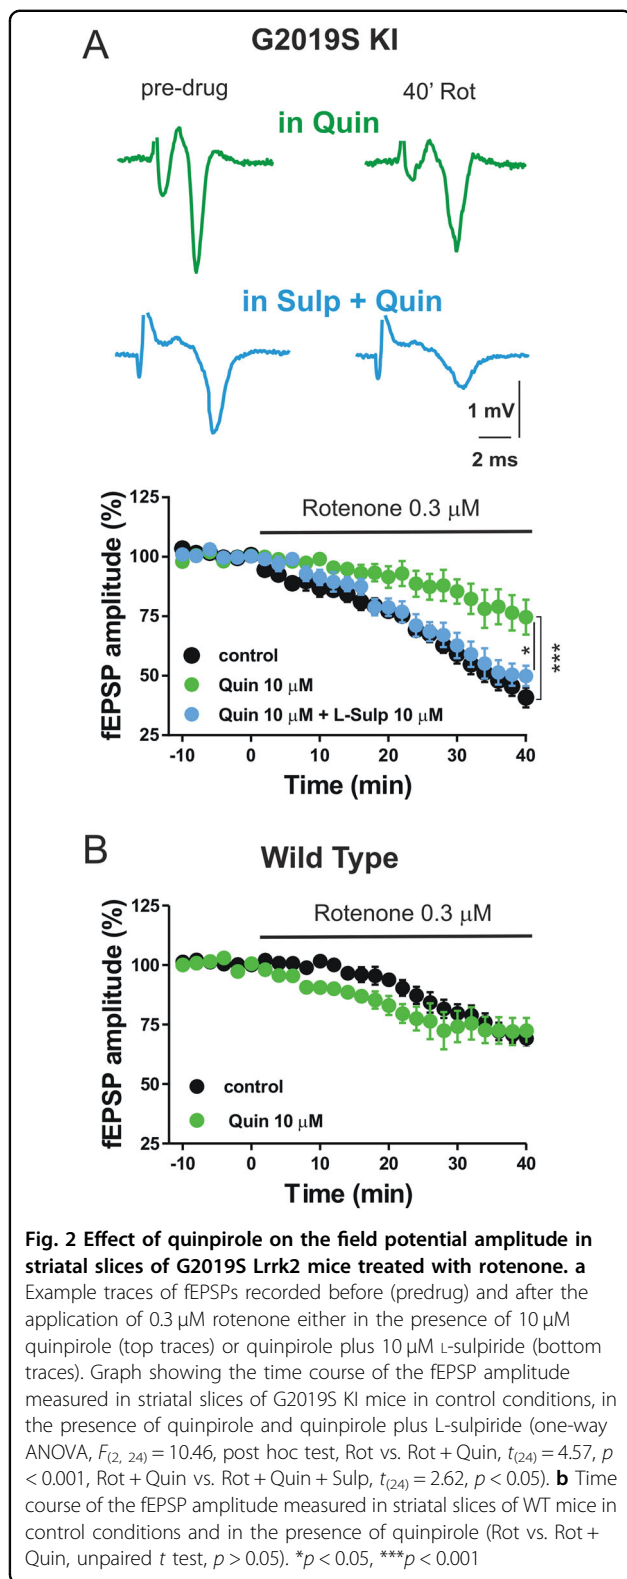 A
G2019S KI
pre-drug
40' Rot
in Quin
in Sulp + Quin
1 mV
2 ms
fEPSP amplitude (%)
125
100
75
50
25
Rotenone 0.3 μM
control
Quin 10 μM
Quin 10 μM + L-Sulp 10 μM
*
***
-10
0
10
20
30
40
Time (min)
B
Wild Type
fEPSP amplitude (%)
125
100
75
50
25
Rotenone 0.3 μM
control
Quin 10 μM
-10
0
10
20
30
40
Time (min)
Fig. 2 Effect of quinpirole on the field potential amplitude in
striatal slices of G2019S Lrrk2 mice treated with rotenone. a
Example traces of fEPSPs recorded before (predrug) and after the
application of 0.3 μM rotenone either in the presence of 10 μM
quinpirole (top traces) or quinpirole plus 10 μM L-sulpiride (bottom
traces). Graph showing the time course of the fEPSP amplitude
measured in striatal slices of G2019S KI mice in control conditions, in
the presence of quinpirole and quinpirole plus L-sulpiride (one-way
ANOVA, F(2, 24) = 10.46, post hoc test, Rot vs. Rot + Quin, t(24) = 4.57, p
< 0.001, Rot + Quin vs. Rot + Quin + Sulp, t(24) = 2.62, p < 0.05). b Time
course of the fEPSP amplitude measured in striatal slices of WT mice in
control conditions and in the presence of quinpirole (Rot vs. Rot +
Quin, unpaired t test, p > 0.05). *p < 0.05, ***p < 0.001